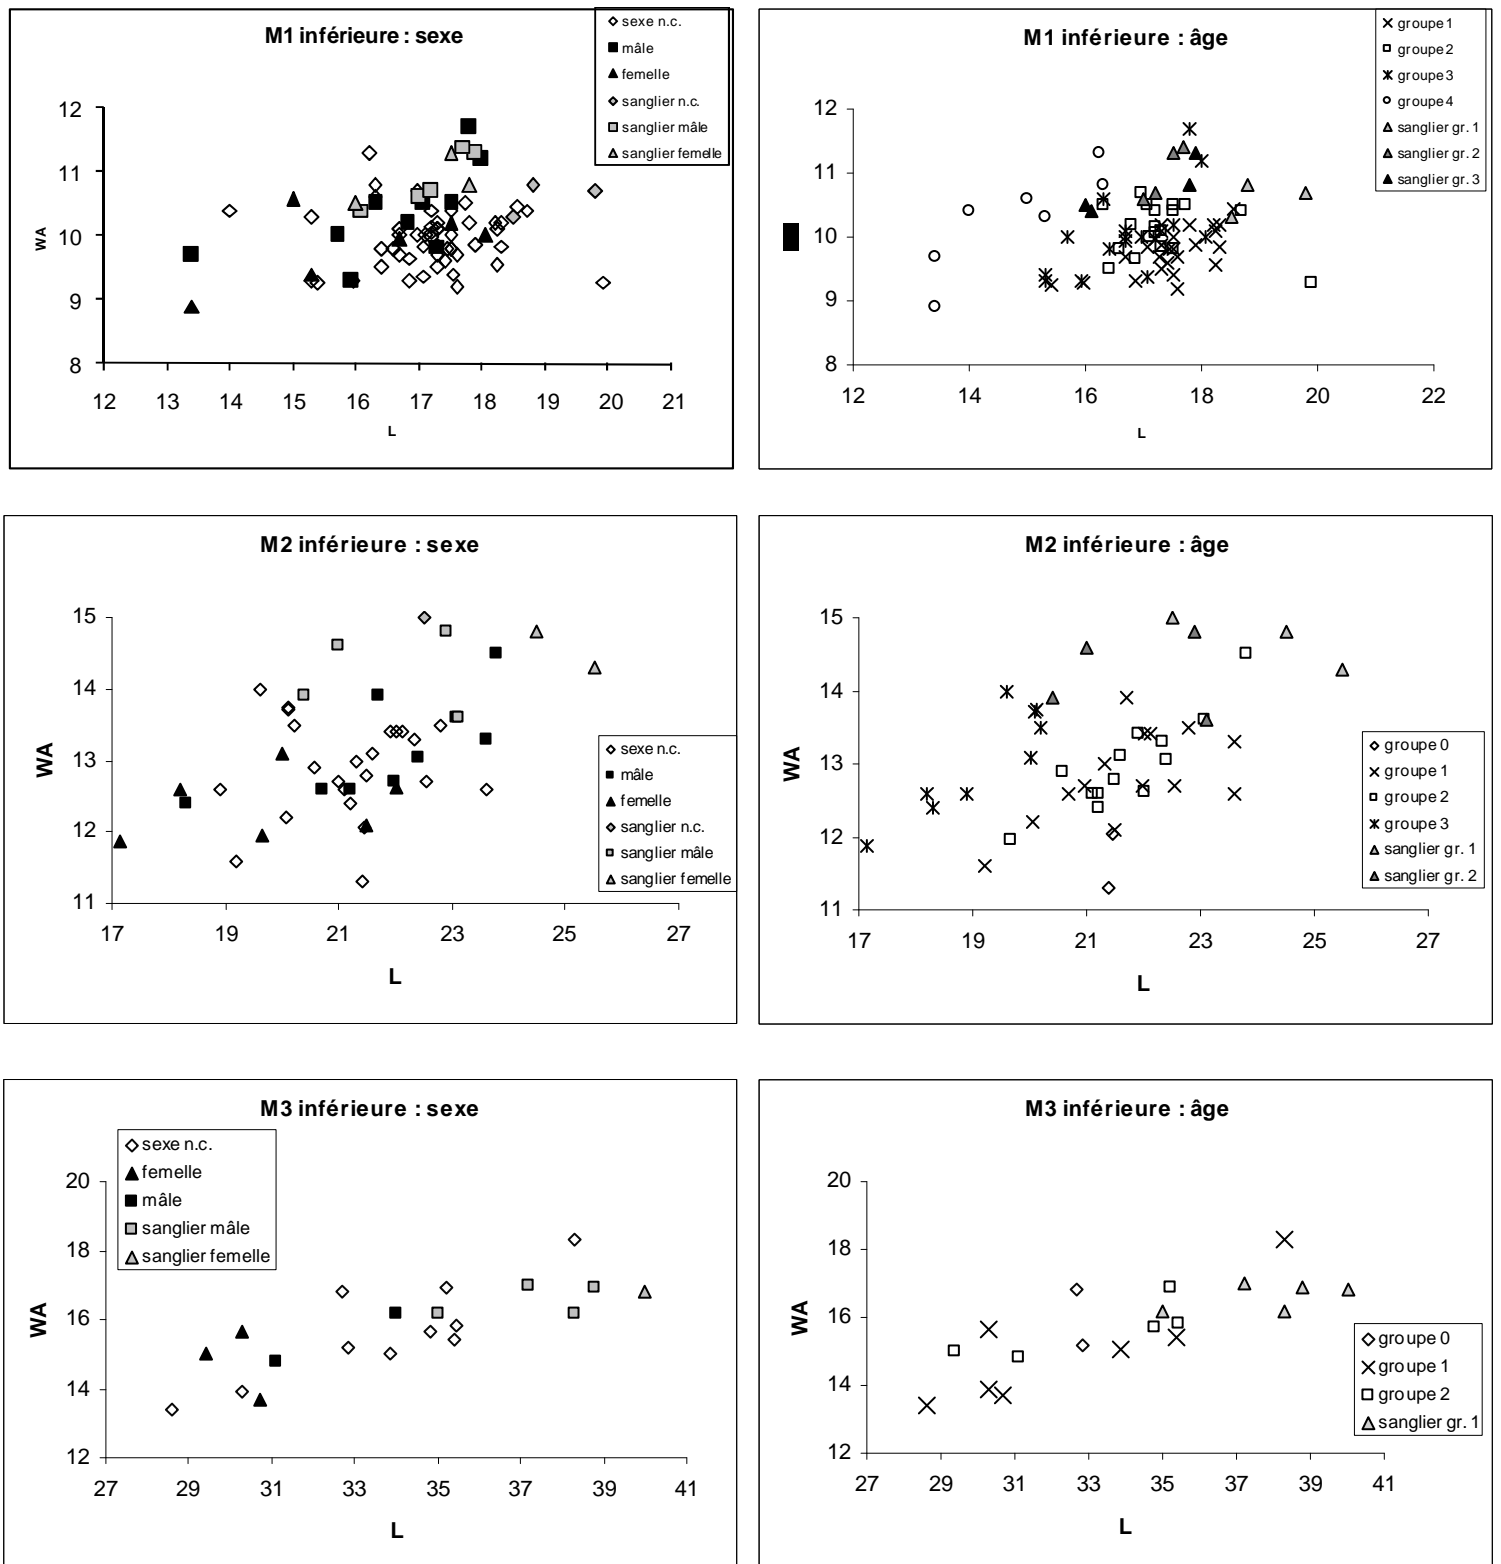 M1 inférieure : sexe
sexe n.c.
mâle
femelle
sanglier n.c.
sanglier mâle
sanglier femelle
12
11
10
9
8
WA
12 13 14 15 16 17 18 19 20 21
L
M1 inférieure : âge
groupe 1
groupe 2
groupe 3
groupe 4
sanglier gr. 1
sanglier gr. 2
sanglier gr. 3
12
11
10
9
8
12 14 16 18 20 22
L
M2 inférieure : sexe
15
14
13
12
11
WA
sexe n.c.
mâle
femelle
sanglier n.c.
sanglier mâle
sanglier femelle
17 19 21 23 25 27
L
M2 inférieure : âge
15
14
13
12
11
WA
groupe 0
groupe 1
groupe 2
groupe 3
sanglier gr. 1
sanglier gr. 2
17 19 21 23 25 27
L
M3 inférieure : sexe
sexe n.c.
femelle
mâle
sanglier mâle
sanglier femelle
20
18
16
14
12
WA
27 29 31 33 35 37 39 41
L
M3 inférieure : âge
20
18
16
14
12
WA
groupe 0
groupe 1
groupe 2
sanglier gr. 1
27 29 31 33 35 37 39 41
L